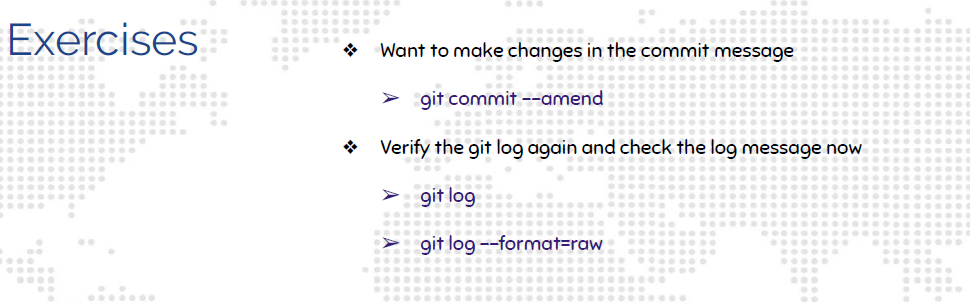 Exercises
❖ Want to make changes in the commit message
➢ git commit --amend
❖ Verify the git log again and check the log message now
➢ git log
➢ git log --format=raw